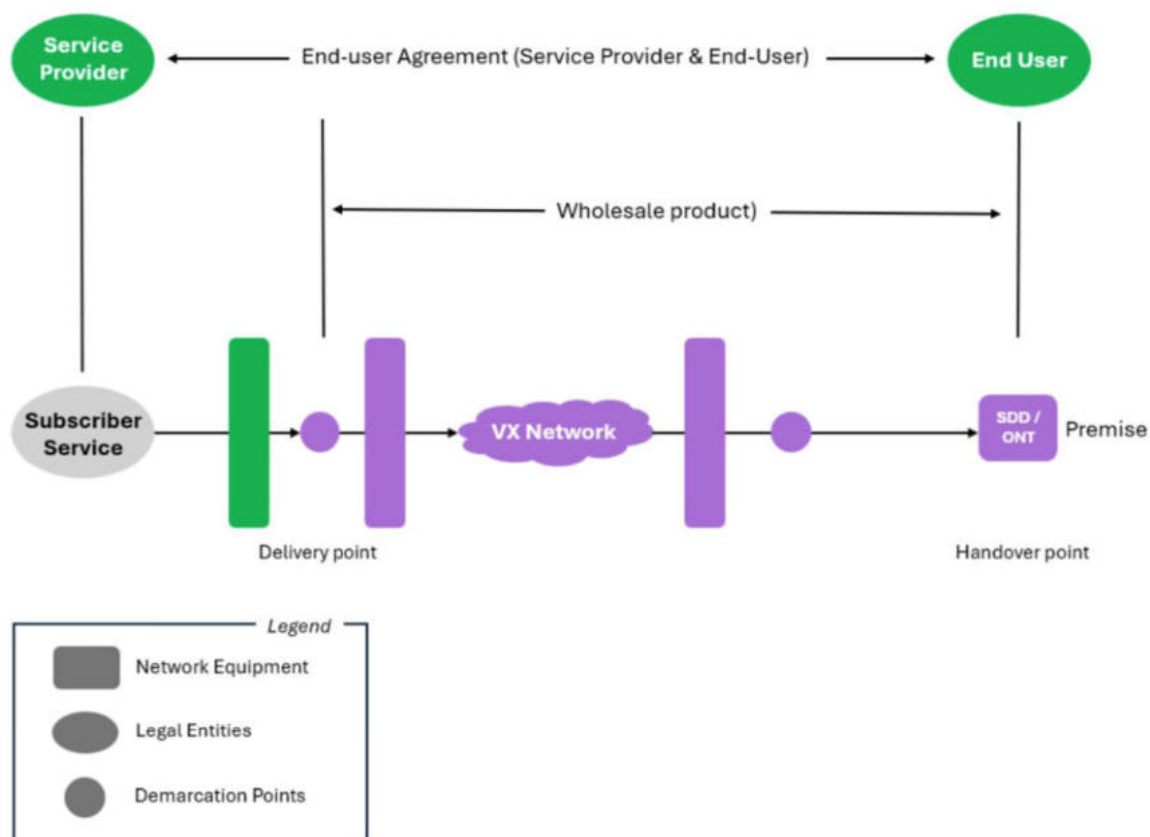 Service
Provider
End-user Agreement (Service Provider & End-User)
End User
Wholesale product)
Subscriber
Service
VX Network
SDD /
ONT
Premise
Delivery point
Handover point
Legend
Network Equipment
Legal Entities
Demarcation Points